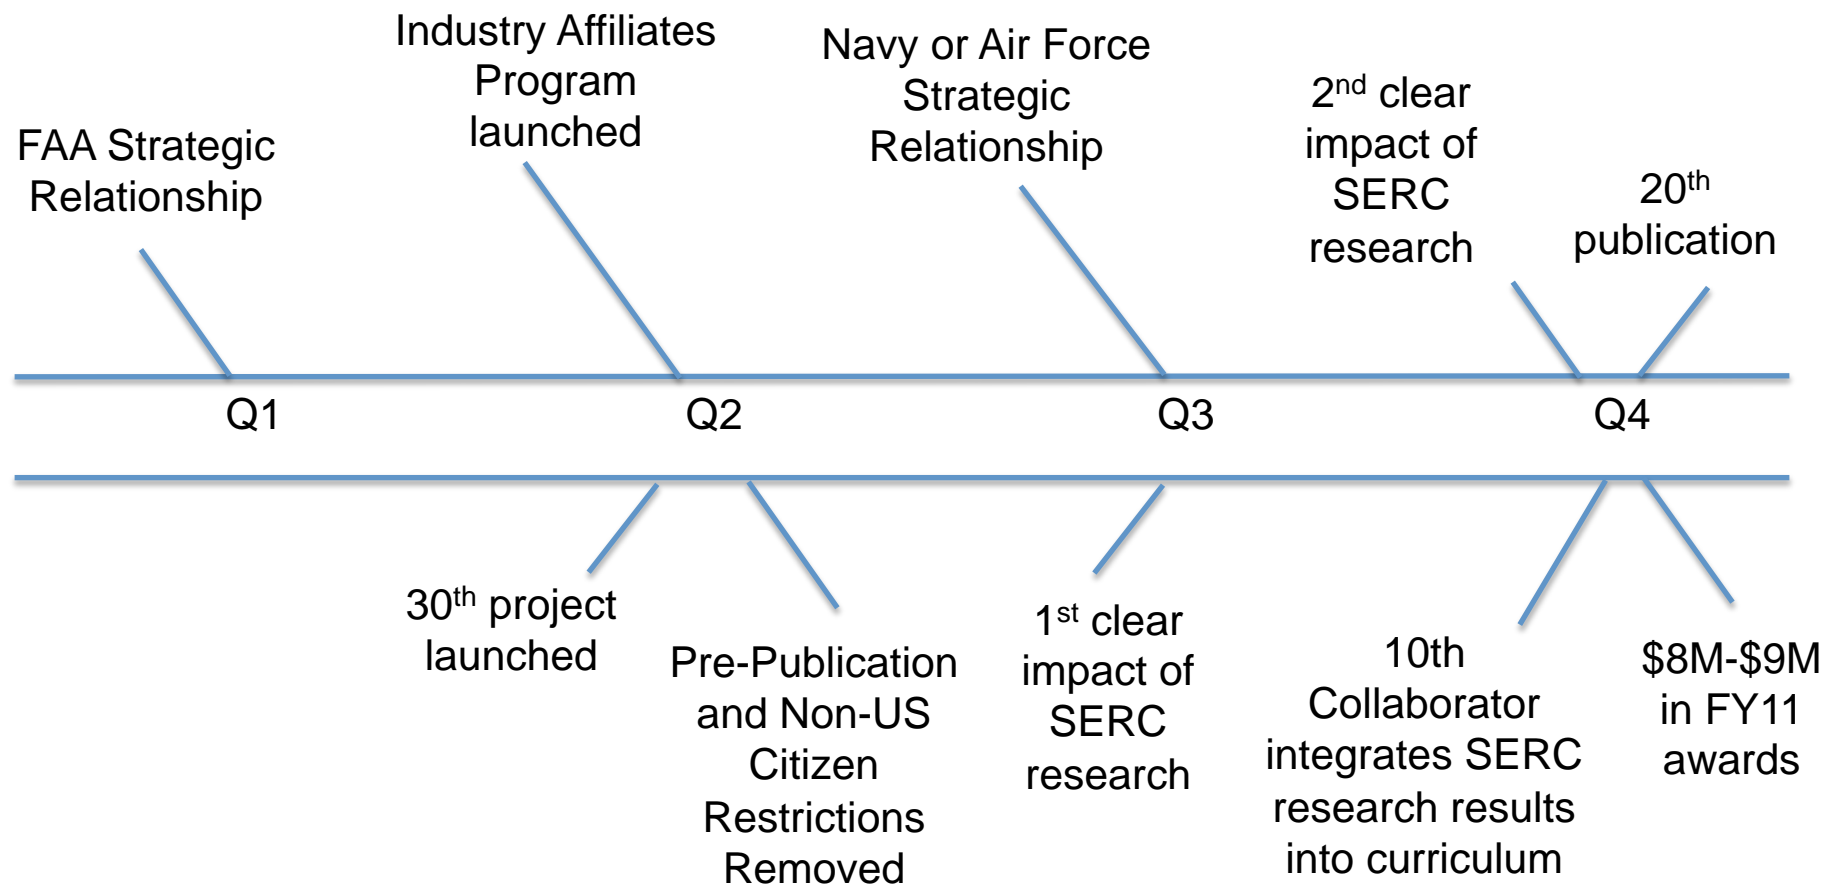 FAA Strategic
Relationship
Industry Affiliates
Program
launched
Navy or Air Force
Strategic
Relationship
2nd clear
impact of
SERC
research
20th
publication
Q1
Q2
Q3
Q4
30th project
launched
Pre-Publication
and Non-US
Citizen
Restrictions
Removed
1st clear
impact of
SERC
research
10th
Collaborator
integrates SERC
research results
into curriculum
$8M-$9M
in FY11
awards